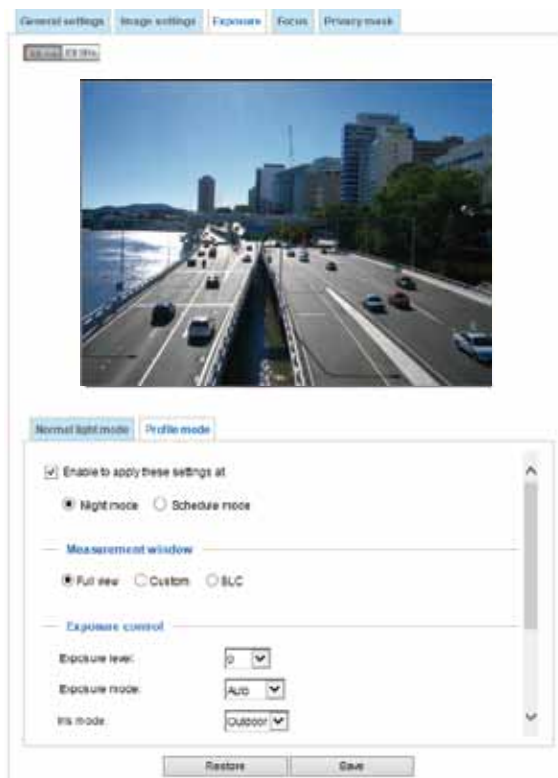 General settings Image settings Exposure Focus Privacy mask
Normal light mode Profile mode
Enable to apply these settings at
Night mode Schedule mode
Measurement window
Full view Custom BLC
Exposure control
Exposure level: 0
Exposure mode: Auto
Iris mode: Outdoor
Restore Save